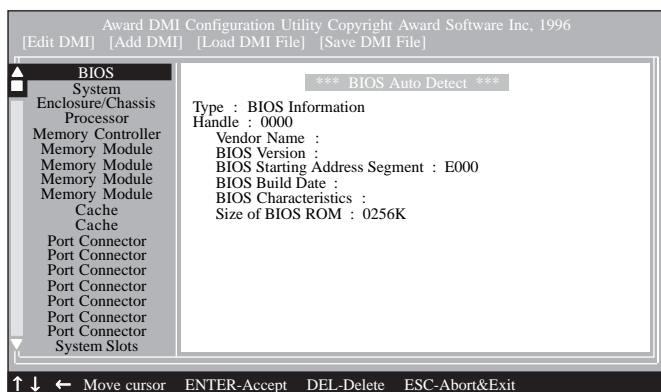 Award DMI Configuration Utility Copyright Award Software Inc, 1996
[Edit DMI] [Add DMI] [Load DMI File] [Save DMI File]
BIOS
System
Enclosure/Chassis
Processor
Memory Controller
Memory Module
Memory Module
Memory Module
Memory Module
Cache
Cache
Port Connector
Port Connector
Port Connector
Port Connector
Port Connector
Port Connector
Port Connector
System Slots
*** BIOS Auto Detect ***
Type : BIOS Information
Handle : 0000
Vendor Name :
BIOS Version :
BIOS Starting Address Segment : E000
BIOS Build Date :
BIOS Characteristics :
Size of BIOS ROM : 0256K
↑ ↓ ← Move cursor ENTER-Accept DEL-Delete ESC-Abort&Exit